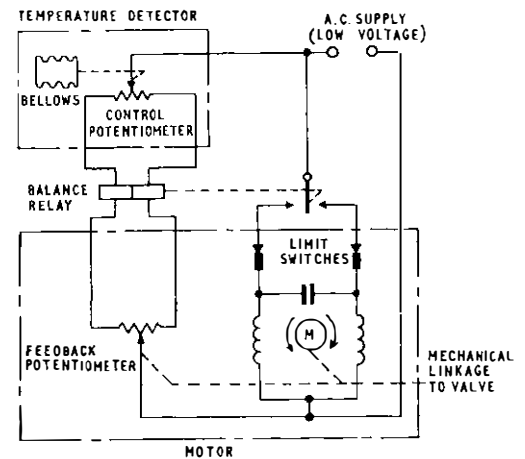 TEMPERATURE DETECTOR
A.C. SUPPLY
(LOW VOLTAGE)
BELLOWS
CONTROL
POTENTIOMETER
BALANCE
RELAY
LIMIT
SWITCHES
M
FEEDBACK
POTENTIOMETER
MECHANICAL
LINKAGE
TO VALVE
MOTOR